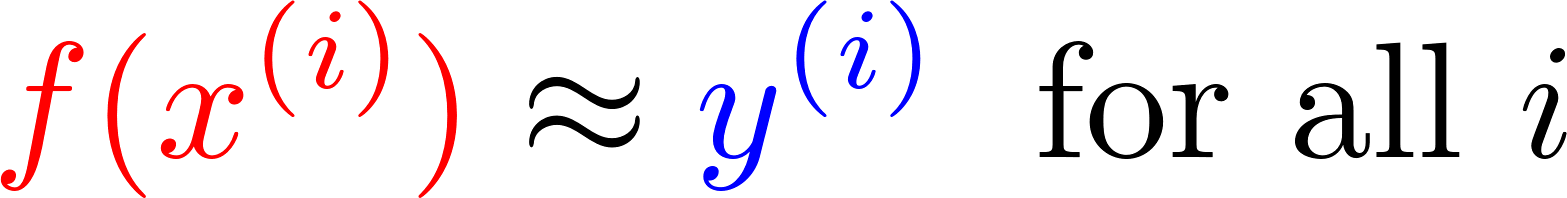 f(x^{(i)}) ≈ y^{(i)} for all i